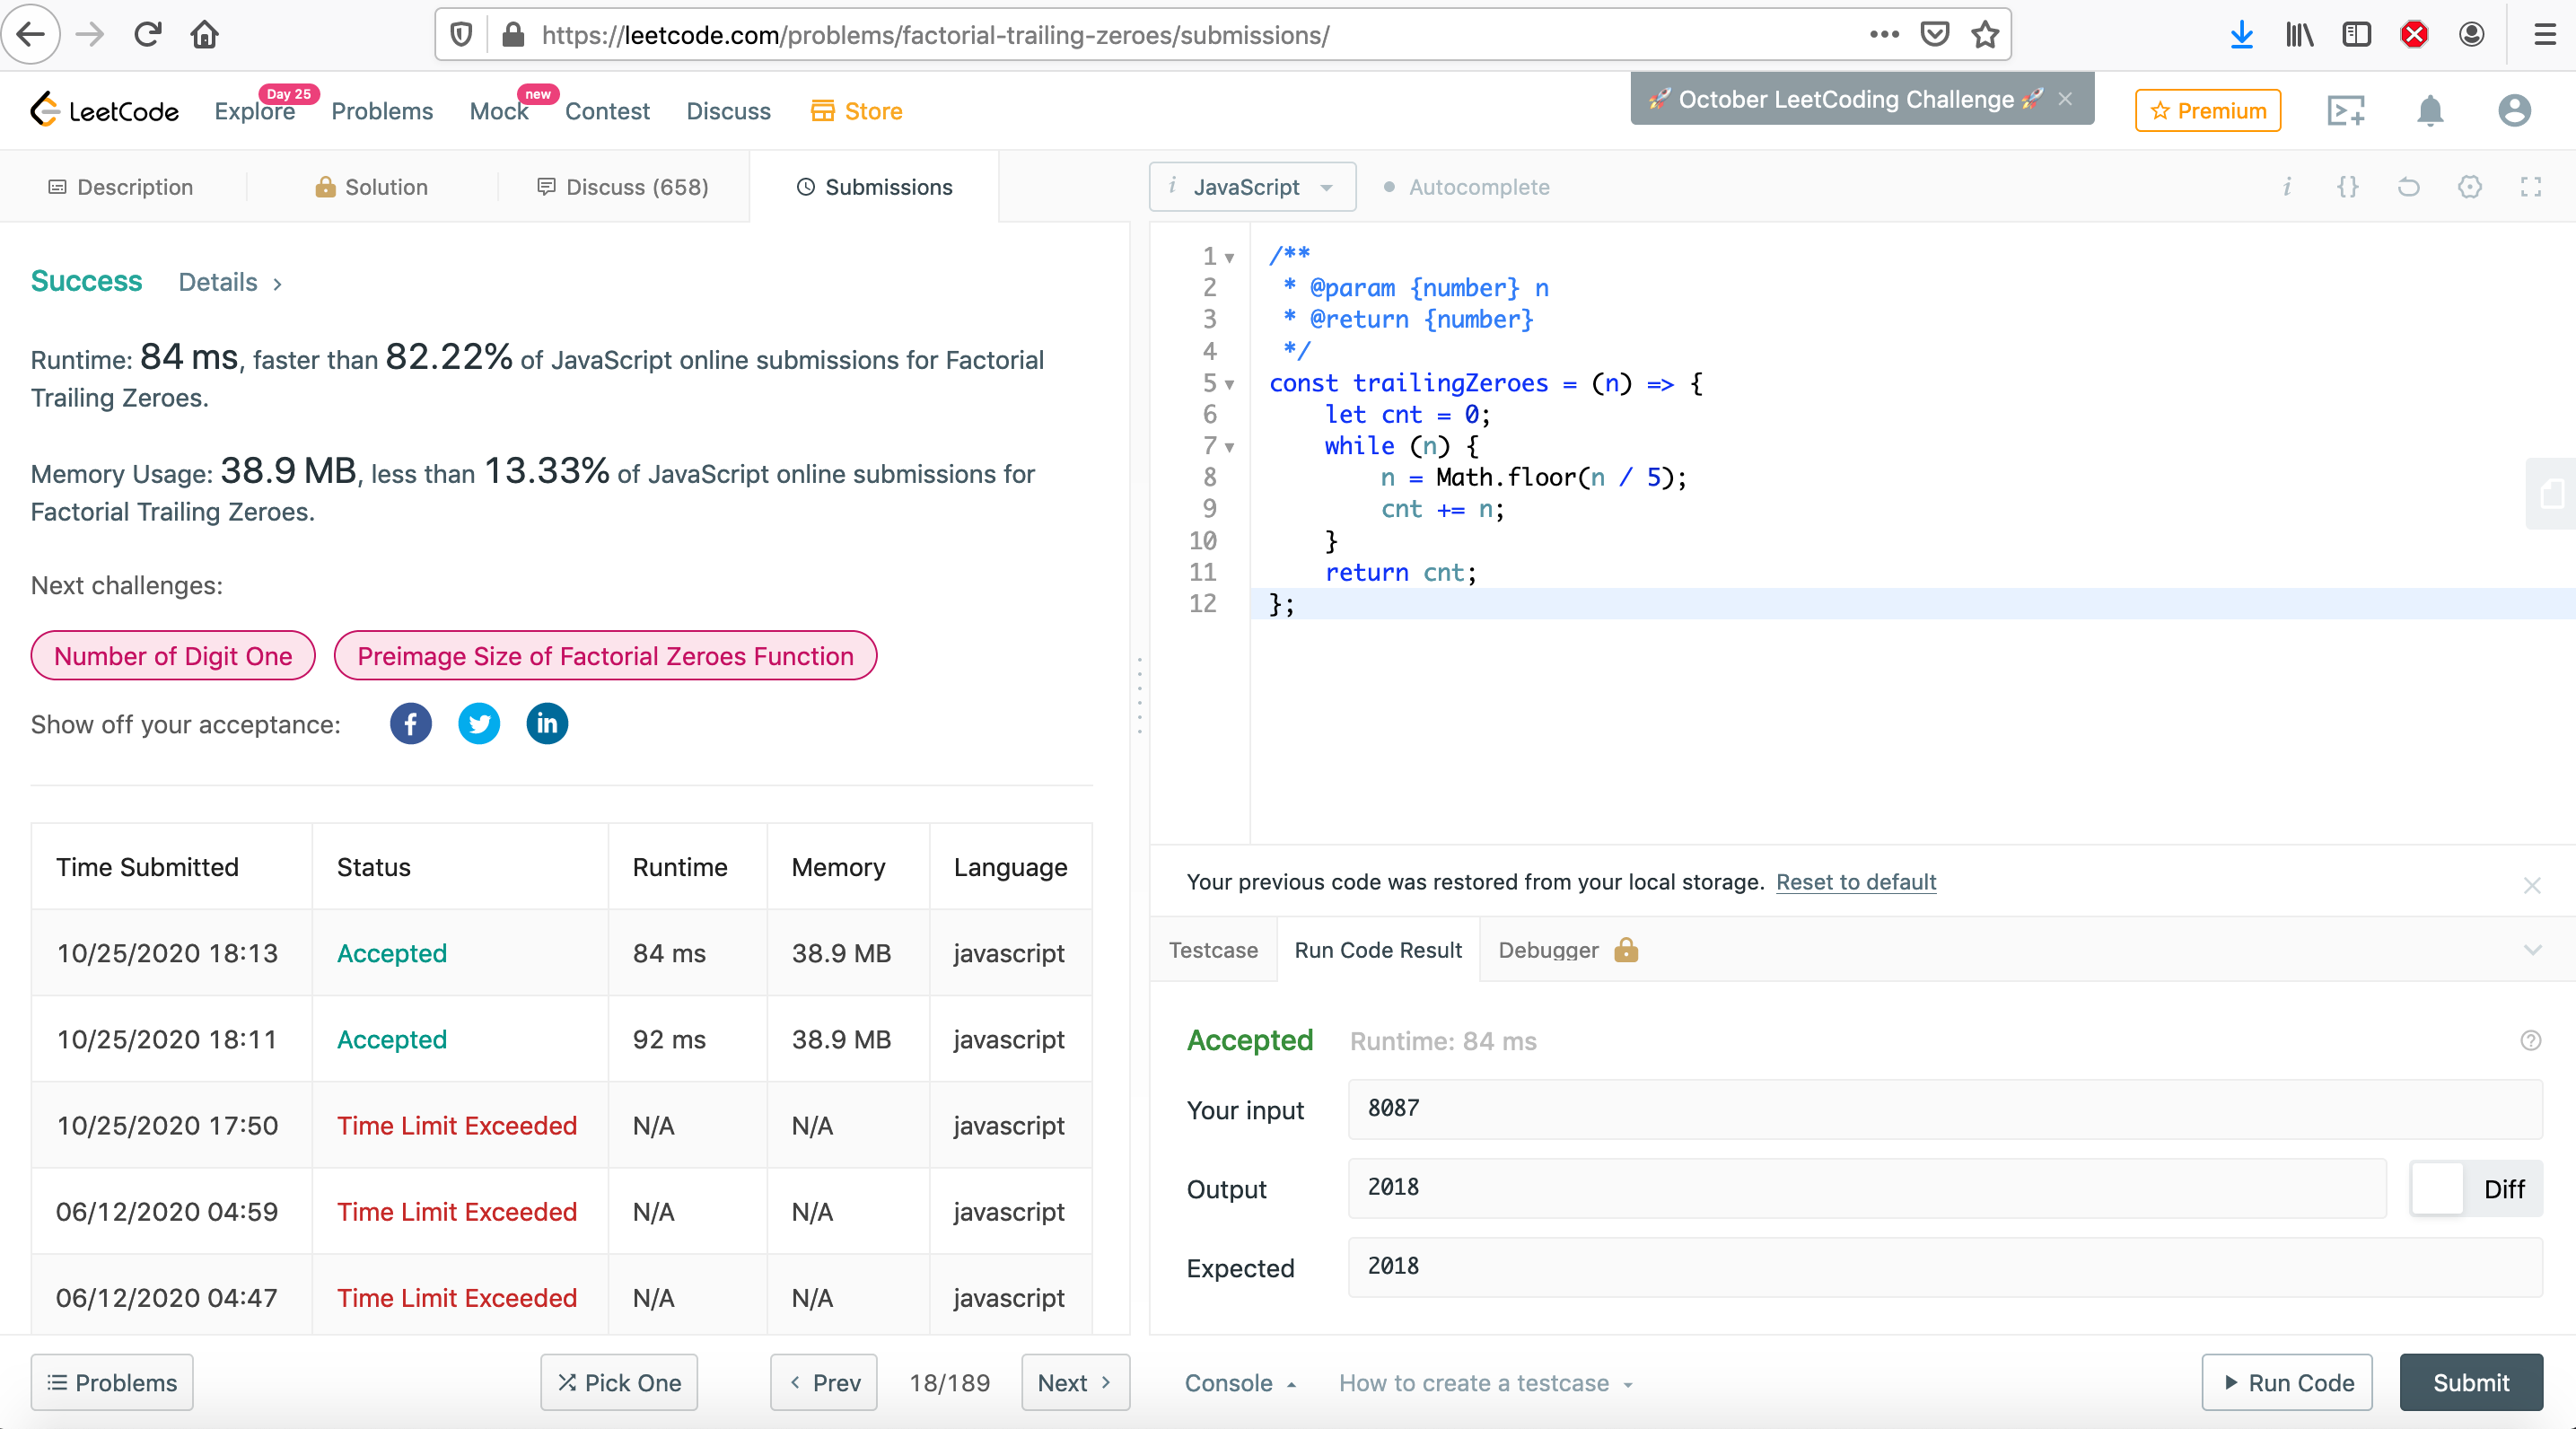 https://leetcode.com/problems/factorial-trailing-zeroes/submissions/
LeetCode
Explore
Day 25
Problems
Mock
new
Contest
Discuss
Store
🚀 October LeetCoding Challenge 🚀 ×
Premium
Description
Solution
Discuss (658)
Submissions
i JavaScript
Autocomplete
i {}
Success Details >
Runtime: 84 ms, faster than 82.22% of JavaScript online submissions for Factorial
Trailing Zeroes.
Memory Usage: 38.9 MB, less than 13.33% of JavaScript online submissions for
Factorial Trailing Zeroes.
Next challenges:
Number of Digit One
Preimage Size of Factorial Zeroes Function
Show off your acceptance:
f
in
Time Submitted Status Runtime Memory Language
10/25/2020 18:13 Accepted 84 ms 38.9 MB javascript
10/25/2020 18:11 Accepted 92 ms 38.9 MB javascript
10/25/2020 17:50 Time Limit Exceeded N/A N/A javascript
06/12/2020 04:59 Time Limit Exceeded N/A N/A javascript
06/12/2020 04:47 Time Limit Exceeded N/A N/A javascript
1 /**
2  * @param {number} n
3  * @return {number}
4  */
5 const trailingZeroes = (n) => {
6     let cnt = 0;
7     while (n) {
8         n = Math.floor(n / 5);
9         cnt += n;
10     }
11     return cnt;
12 };
Your previous code was restored from your local storage. Reset to default
Testcase
Run Code Result
Debugger
Accepted Runtime: 84 ms
Your input 8087
Output 2018
Diff
Expected 2018
Problems
Pick One
< Prev
18/189
Next >
Console
How to create a testcase
Run Code
Submit